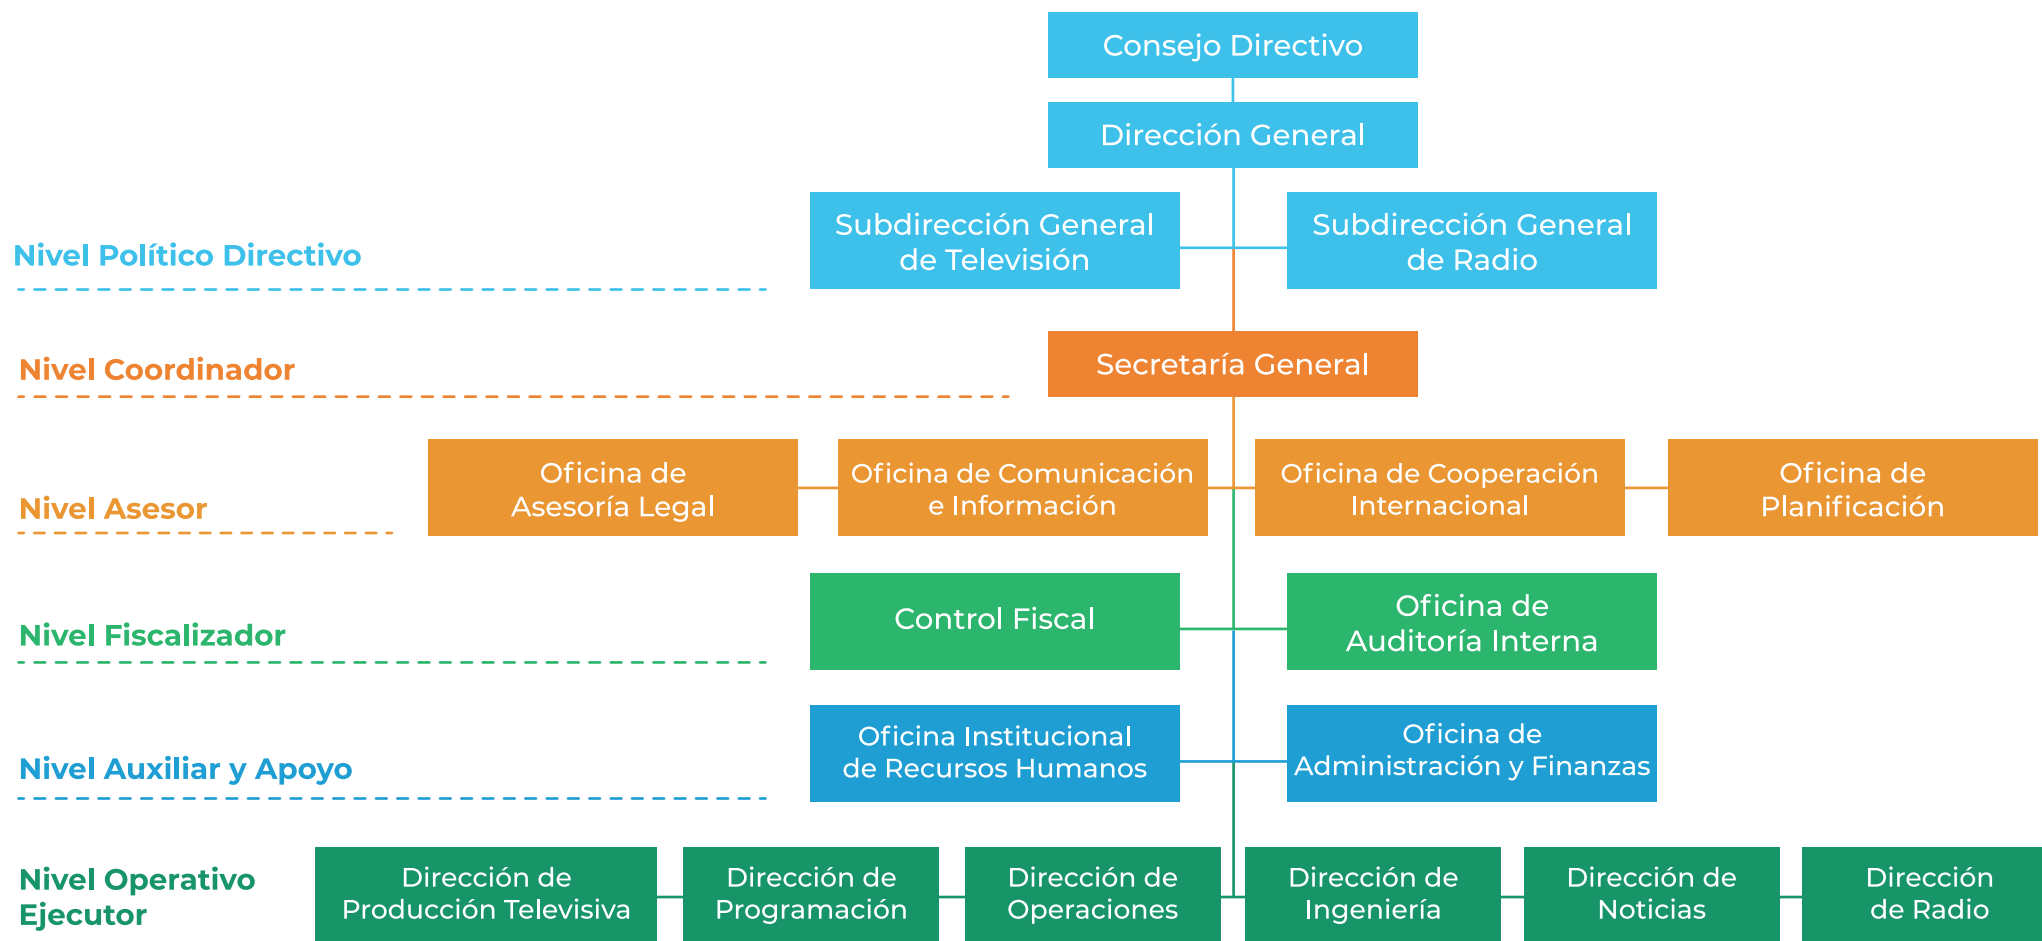 Consejo Directivo
Dirección General
Nivel Político Directivo
Subdirección General
de Televisión
Subdirección General
de Radio
Nivel Coordinador
Secretaría General
Nivel Asesor
Oficina de
Asesoría Legal
Oficina de Comunicación
e Información
Oficina de Cooperación
Internacional
Oficina de
Planificación
Nivel Fiscalizador
Control Fiscal
Oficina de
Auditoría Interna
Nivel Auxiliar y Apoyo
Oficina Institucional
de Recursos Humanos
Oficina de
Administración y Finanzas
Nivel Operativo
Ejecutor
Dirección de
Producción Televisiva
Dirección de
Programación
Dirección de
Operaciones
Dirección de
Ingeniería
Dirección de
Noticias
Dirección
de Radio